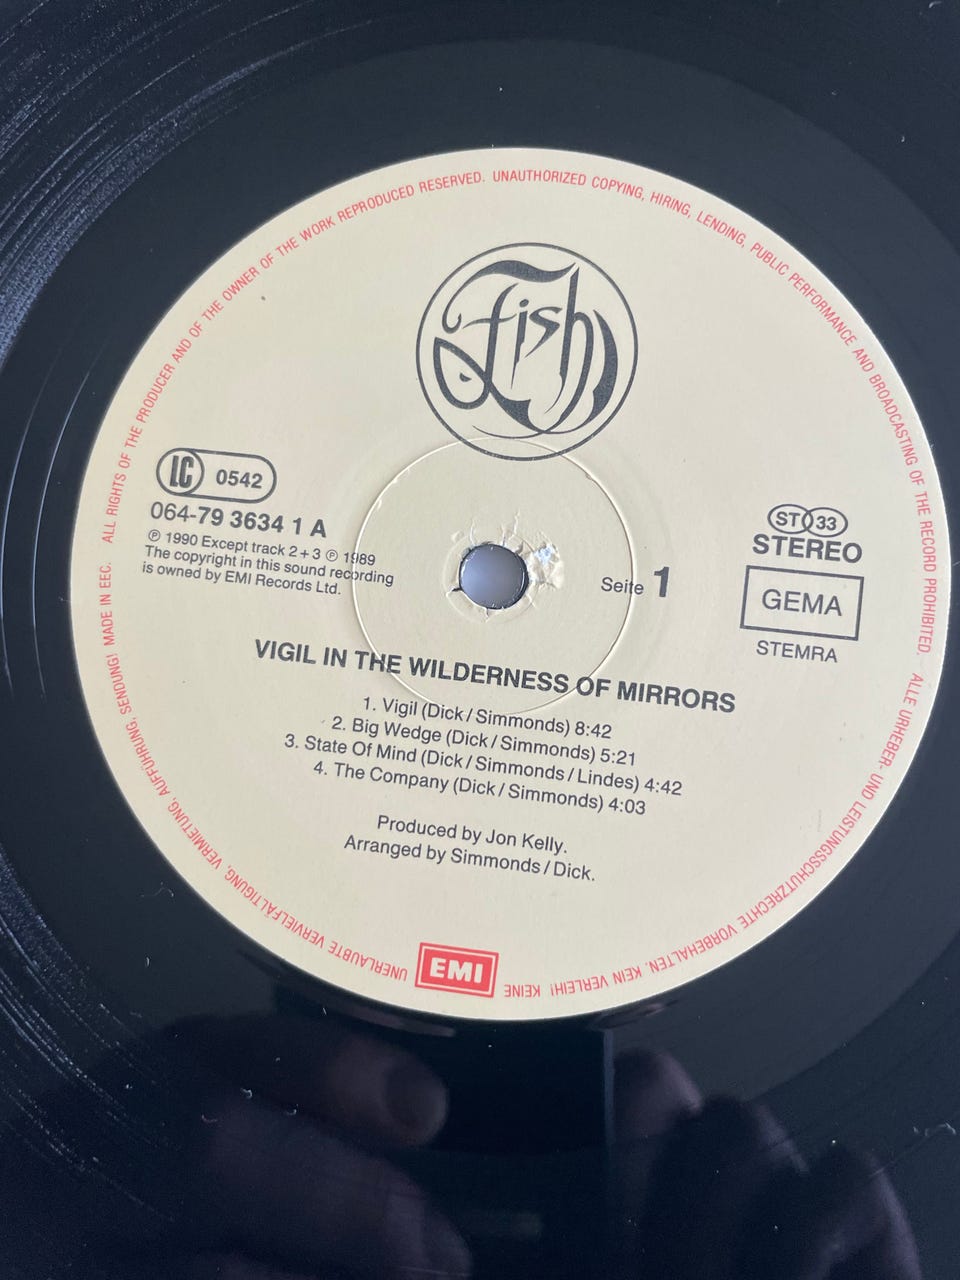 ALL RIGHTS OF THE PRODUCER AND OF THE OWNER OF THE WORK REPRODUCED RESERVED. UNAUTHORIZED COPYING, HIRING, LENDING, PUBLIC PERFORMANCE AND BROADCASTING OF THE RECORD PROHIBITED.
Fish
LC 0542
064-79 3634 1 A
Ⓟ 1990 Except track 2+3 Ⓟ 1989
The copyright in this sound recording
is owned by EMI Records Ltd.
Seite 1
ST 33
STEREO
GEMA
STEMRA
VIGIL IN THE WILDERNESS OF MIRRORS
1. Vigil (Dick/Simmonds) 8:42
2. Big Wedge (Dick/Simmonds) 5:21
3. State Of Mind (Dick/Simmonds/Lindes) 4:42
4. The Company (Dick/Simmonds) 4:03
Produced by Jon Kelly.
Arranged by Simmonds/Dick.
ALLE URHEBER- UND LEISTUNGSSCHUTZRECHTE VORBEHALTEN. KEIN VERLEIH! KEINE
EMI
UNERLAUBTE VERVIELFÄLTIGUNG, VERMIETUNG, AUFFÜHRUNG, SENDUNG! MADE IN EEC.